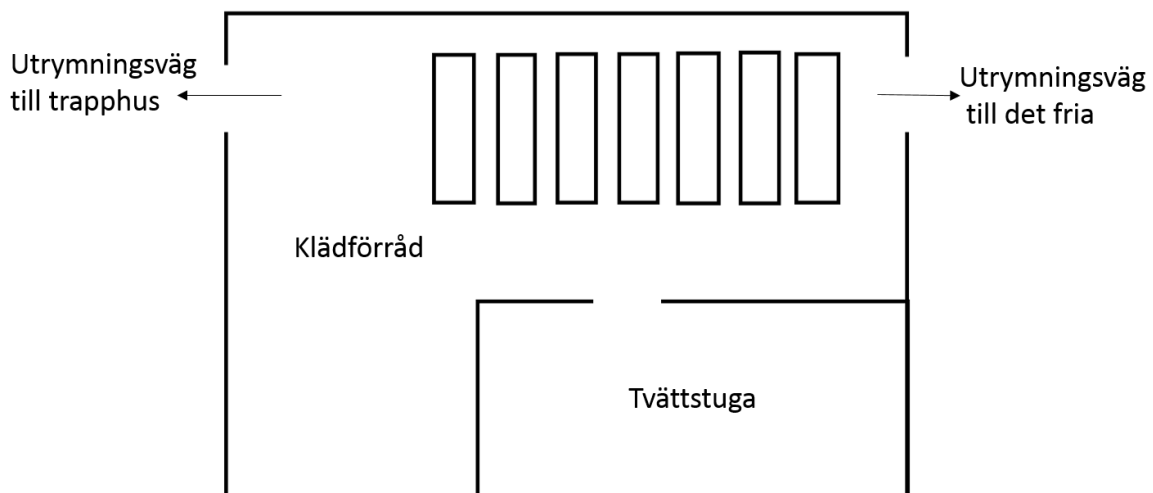 Utrymningsväg
till trapphus
Utrymningsväg
till det fria
Klädförråd
Tvättstuga